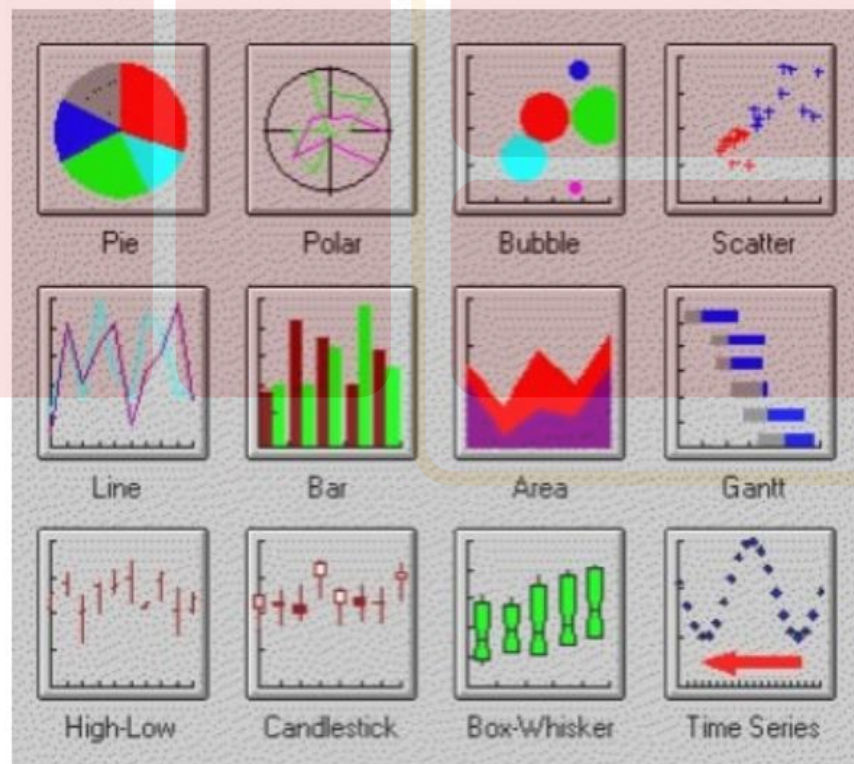 Pie Polar Bubble Scatter
Line Bar Area Gantt
High-Low Candlestick Box-Whisker Time Series